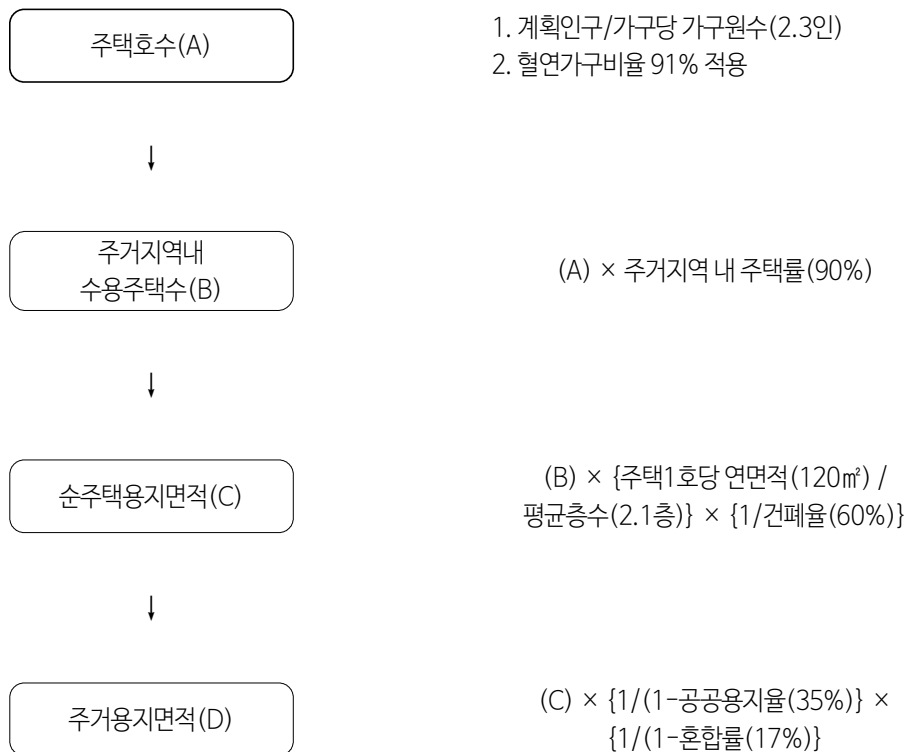 주택호수(A)
1. 계획인구/가구당 가구원수(2.3인)
2. 혈연가구비율 91% 적용
↓
주거지역내
수용주택수(B)
(A) × 주거지역 내 주택률(90%)
↓
순주택용지면적(C)
(B) × {주택1호당 연면적(120㎡) /
평균층수(2.1층)} × {1/건폐율(60%)}
↓
주거용지면적(D)
(C) × {1/(1-공공용지율(35%)} ×
{1/(1-혼합률(17%)}